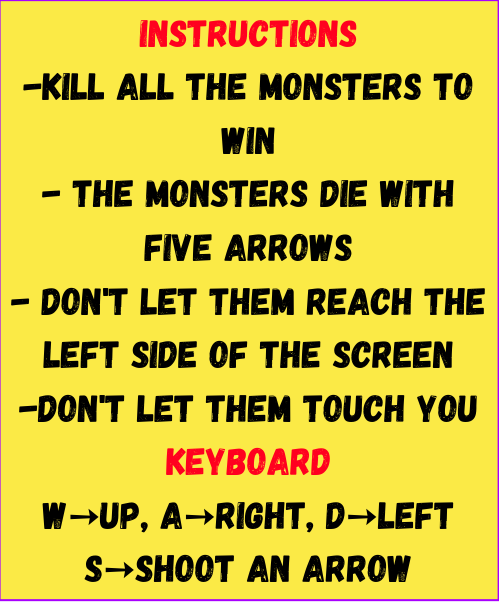 INSTRUCTIONS
-KILL ALL THE MONSTERS TO
WIN
- THE MONSTERS DIE WITH
FIVE ARROWS
- DON'T LET THEM REACH THE
LEFT SIDE OF THE SCREEN
-DON'T LET THEM TOUCH YOU
KEYBOARD
W→UP, A→RIGHT, D→LEFT
S→SHOOT AN ARROW